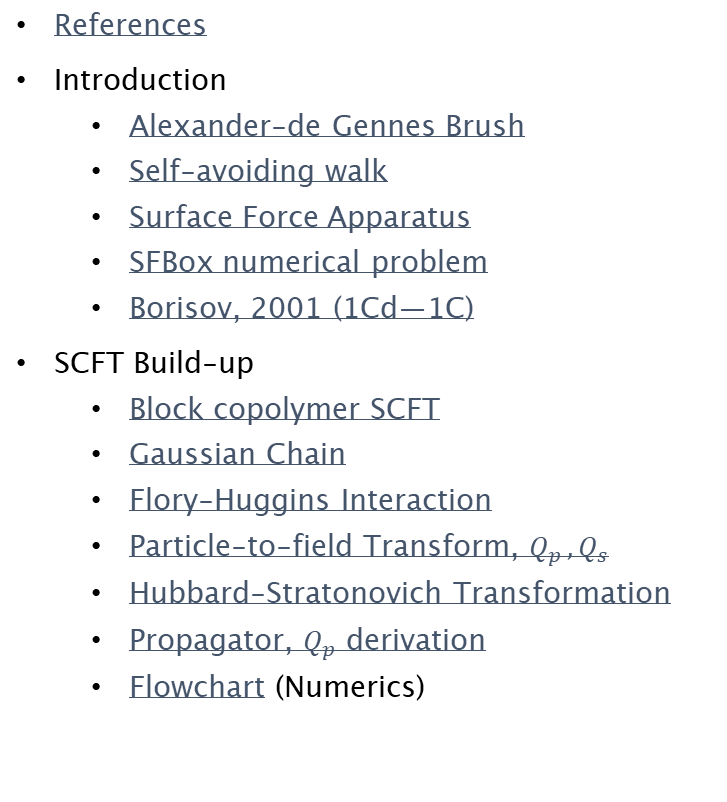 • References
• Introduction
• Alexander–de Gennes Brush
• Self–avoiding walk
• Surface Force Apparatus
• SFBox numerical problem
• Borisov, 2001 (1Cd—1C)
• SCFT Build–up
• Block copolymer SCFT
• Gaussian Chain
• Flory–Huggins Interaction
• Particle–to–field Transform, Qₚ, Qₛ
• Hubbard–Stratonovich Transformation
• Propagator, Qₚ derivation
• Flowchart (Numerics)